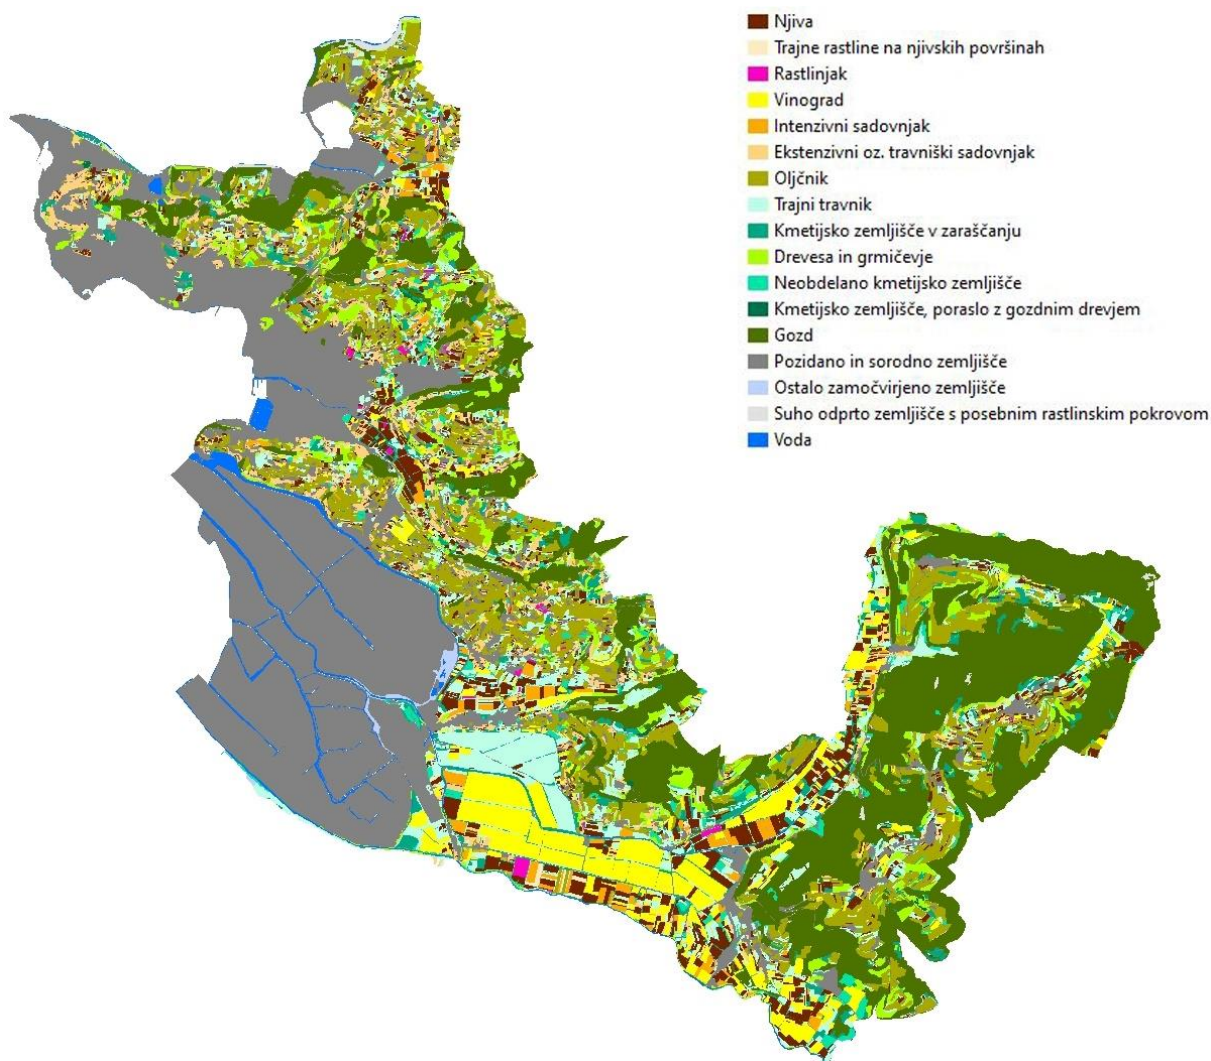 Njiva
Trajne rastline na njivskih površinah
Rastlinjak
Vinograd
Intenzivni sadovnjak
Ekstenzivni oz. travniški sadovnjak
Oljčnik
Trajni travnik
Kmetijsko zemljišče v zaraščanju
Drevesa in grmičevje
Neobdelano kmetijsko zemljišče
Kmetijsko zemljišče, poraslo z gozdnim drevjem
Gozd
Pozidano in sorodno zemljišče
Ostalo zamočvirjeno zemljišče
Suho odprto zemljišče s posebnim rastlinskim pokrovom
Voda